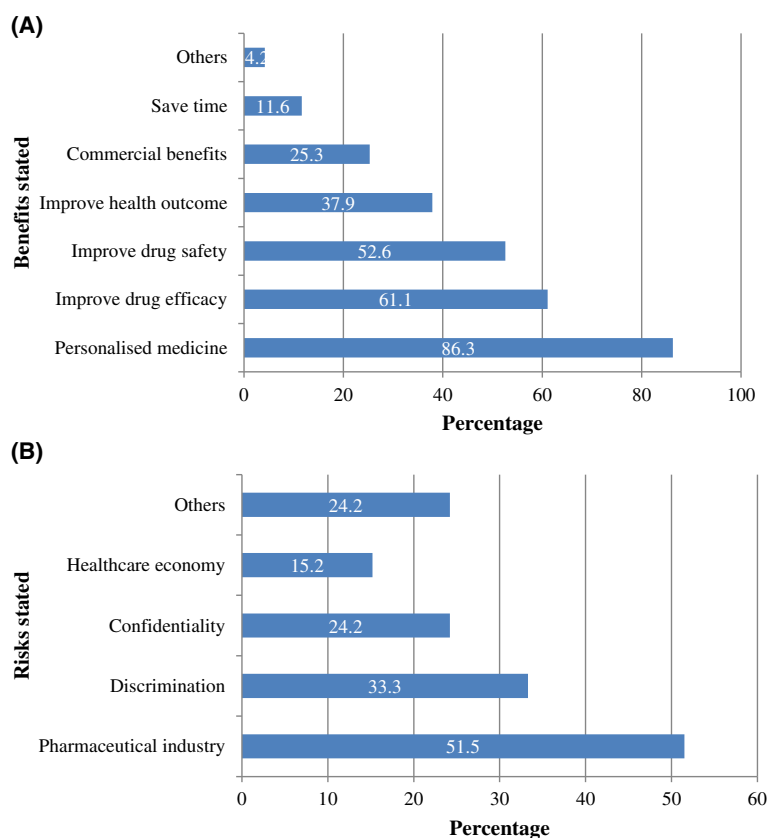 (A)
Benefits stated
Others 4.2
Save time 11.6
Commercial benefits 25.3
Improve health outcome 37.9
Improve drug safety 52.6
Improve drug efficacy 61.1
Personalised medicine 86.3
0 20 40 60 80 100
Percentage
(B)
Risks stated
Others 24.2
Healthcare economy 15.2
Confidentiality 24.2
Discrimination 33.3
Pharmaceutical industry 51.5
0 10 20 30 40 50 60
Percentage